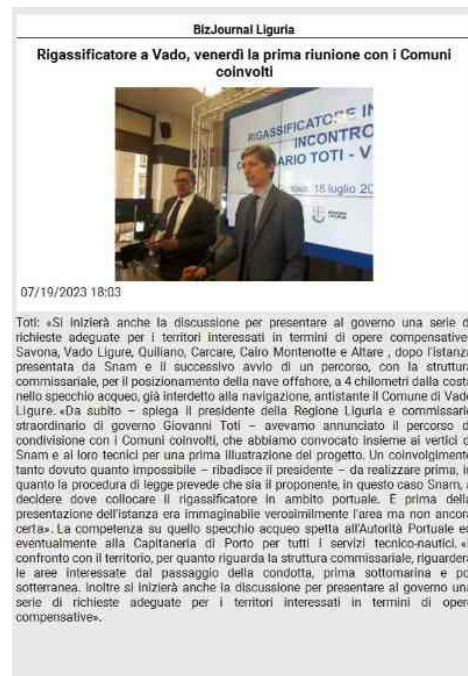 BizJournal Liguria
Rigassificatore a Vado, venerdì la prima riunione con i Comuni
coinvolti
RIGASSIFICATORE IN
INCONTRO
ARIO TOTI - V
18 luglio 20
07/19/2023 18:03
Toti: «Si inizierà anche la discussione per presentare al governo una serie d
richieste adeguate per i territori interessati in termini di opere compensative
Savona, Vado Ligure, Quiliano, Carcare, Cairo Montenotte e Altare , dopo l'istanza
presentata da Snam e il successivo avvio di un percorso, con la struttura
commissariale, per il posizionamento della nave offshore, a 4 chilometri dalla costa
nello specchio acqueo, già interdetto alla navigazione, antistante il Comune di Vado
Ligure. «Da subito – spiega il presidente della Regione Liguria e commissario
straordinario di governo Giovanni Toti – avevamo annunciato il percorso d
condivisione con i Comuni coinvolti, che abbiamo convocato insieme ai vertici d
Snam e ai loro tecnici per una prima illustrazione del progetto. Un coinvolgimento
tanto dovuto quanto impossibile – ribadisce il presidente – da realizzare prima, in
quanto la procedura di legge prevede che sia il proponente, in questo caso Snam, a
decidere dove collocare il rigassificatore in ambito portuale. E prima della
presentazione dell'istanza era immaginabile verosimilmente l'area ma non ancora
certa». La competenza su quello specchio acqueo spetta all'Autorità Portuale ed
eventualmente alla Capitaneria di Porto per tutti i servizi tecnico-nautici. «I
confronto con il territorio, per quanto riguarda la struttura commissariale, riguarderà
le aree interessate dal passaggio della condotta, prima sottomarina e po
sotterranea. Inoltre si inizierà anche la discussione per presentare al governo una
serie di richieste adeguate per i territori interessati in termini di opere
compensative».